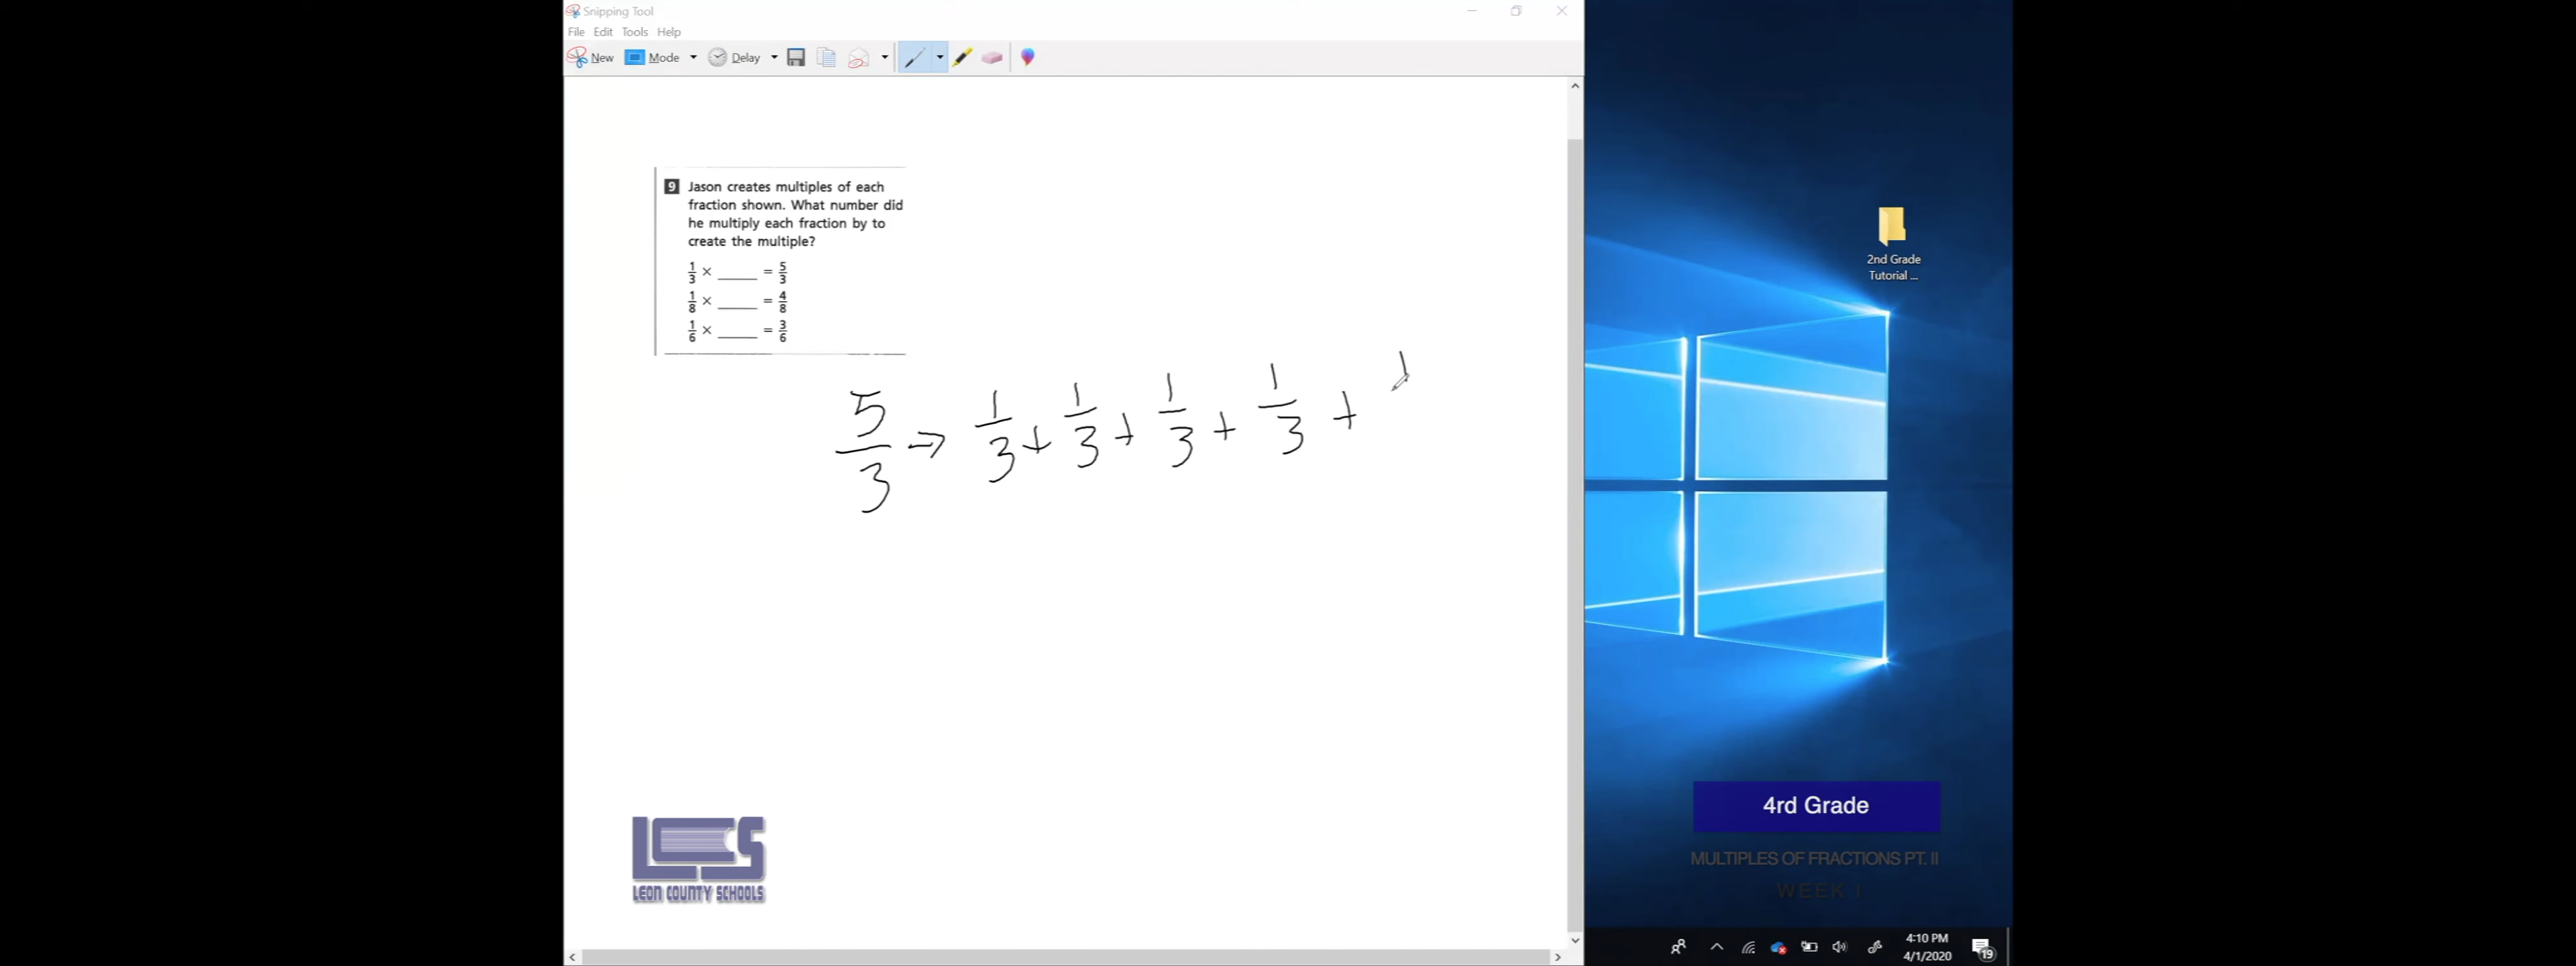 Snipping Tool
File Edit Tools Help
New Mode Delay
9 Jason creates multiples of each
fraction shown. What number did
he multiply each fraction by to
create the multiple?
1/3 × ____ = 5/3
1/8 × ____ = 4/8
1/6 × ____ = 3/6
5/3 → 1/3 + 1/3 + 1/3 + 1/3 + 1
LCS
LEON COUNTY SCHOOLS
2nd Grade
Tutorial ...
4rd Grade
MULTIPLES OF FRACTIONS PT. II
WEEK I
4:10 PM
4/1/2020
19